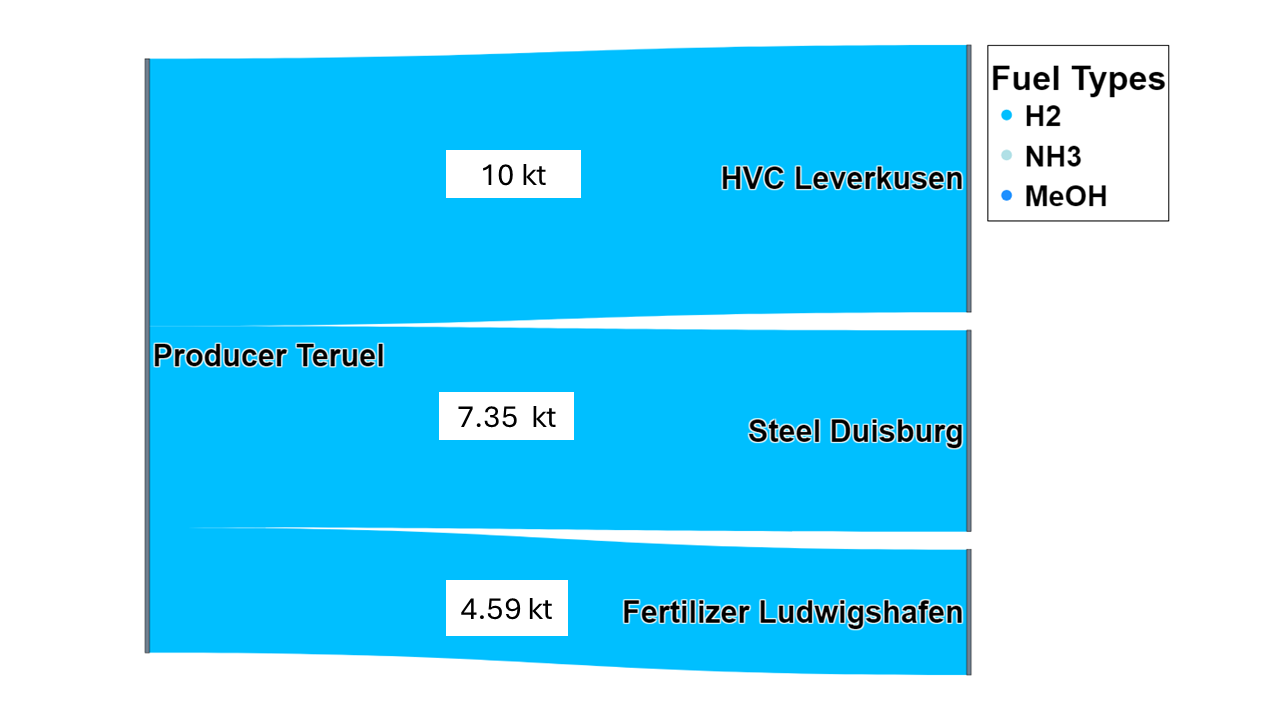 Fuel Types
H2
NH3
MeOH
10 kt
HVC Leverkusen
Producer Teruel
7.35 kt
Steel Duisburg
4.59 kt
Fertilizer Ludwigshafen